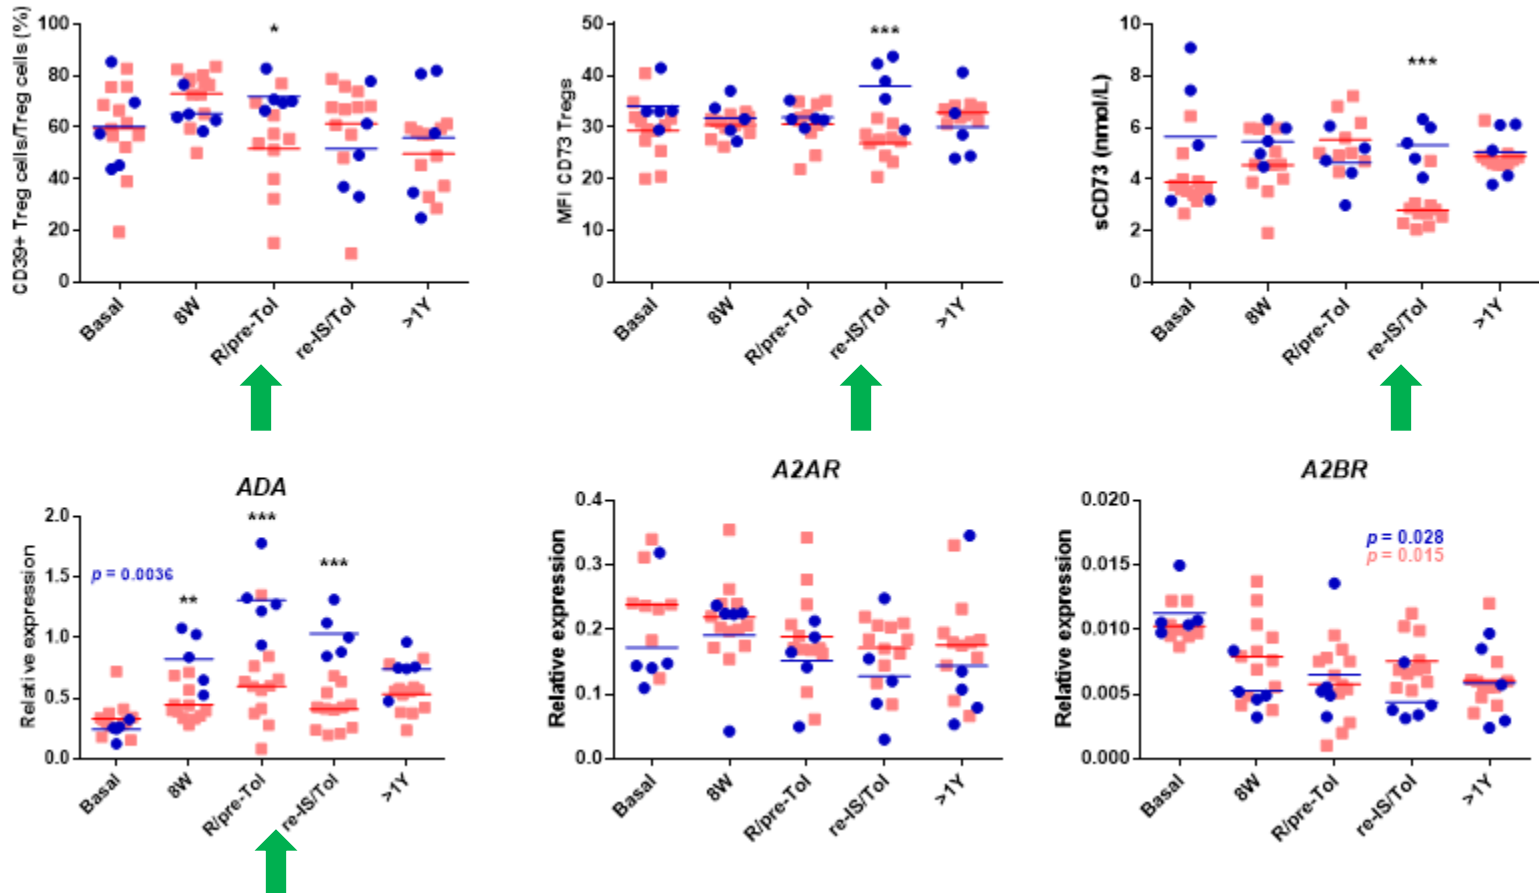 CD39+ Treg cells/Treg cells (%)
100
80
60
40
20
0
*
Basal
8W
R/pre-Tol
re-IS/Tol
>1Y
MFI CD73 Tregs
50
40
30
20
10
0
***
Basal
8W
R/pre-Tol
re-IS/Tol
>1Y
sCD73 (nmol/L)
10
8
6
4
2
0
***
Basal
8W
R/pre-Tol
re-IS/Tol
>1Y
ADA
Relative expression
2.0
1.5
1.0
0.5
0.0
p = 0.0036
**
***
***
Basal
8W
R/pre-Tol
re-IS/Tol
>1Y
A2AR
Relative expression
0.4
0.3
0.2
0.1
0.0
Basal
8W
R/pre-Tol
re-IS/Tol
>1Y
A2BR
Relative expression
0.020
0.015
0.010
0.005
0.000
p = 0.028
p = 0.015
Basal
8W
R/pre-Tol
re-IS/Tol
>1Y